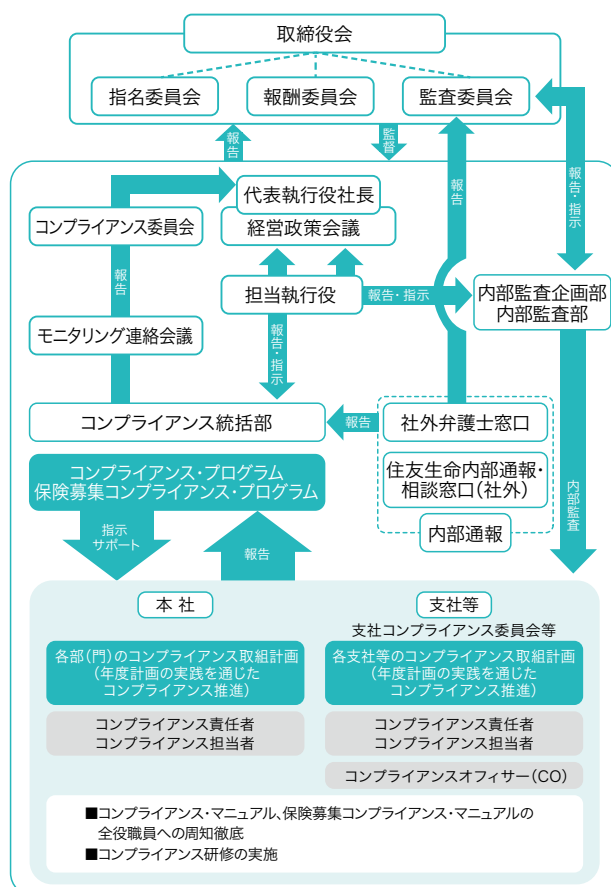 取締役会
指名委員会
報酬委員会
監査委員会
報告
監督
報告
報告・指示
代表執行役社長
経営政策会議
コンプライアンス委員会
報告
担当執行役
報告・指示
内部監査企画部
内部監査部
モニタリング連絡会議
報告・指示
コンプライアンス統括部
報告
社外弁護士窓口
コンプライアンス・プログラム
保険募集コンプライアンス・プログラム
住友生命内部通報・
相談窓口(社外)
内部通報
内部監査
指示
サポート
報告
本社
支社等
支社コンプライアンス委員会等
各部(門)のコンプライアンス取組計画
(年度計画の実践を通じた
コンプライアンス推進)
各支社等のコンプライアンス取組計画
(年度計画の実践を通じた
コンプライアンス推進)
コンプライアンス責任者
コンプライアンス担当者
コンプライアンス責任者
コンプライアンス担当者
コンプライアンスオフィサー(CO)
■コンプライアンス・マニュアル、保険募集コンプライアンス・マニュアルの
全役職員への周知徹底
■コンプライアンス研修の実施